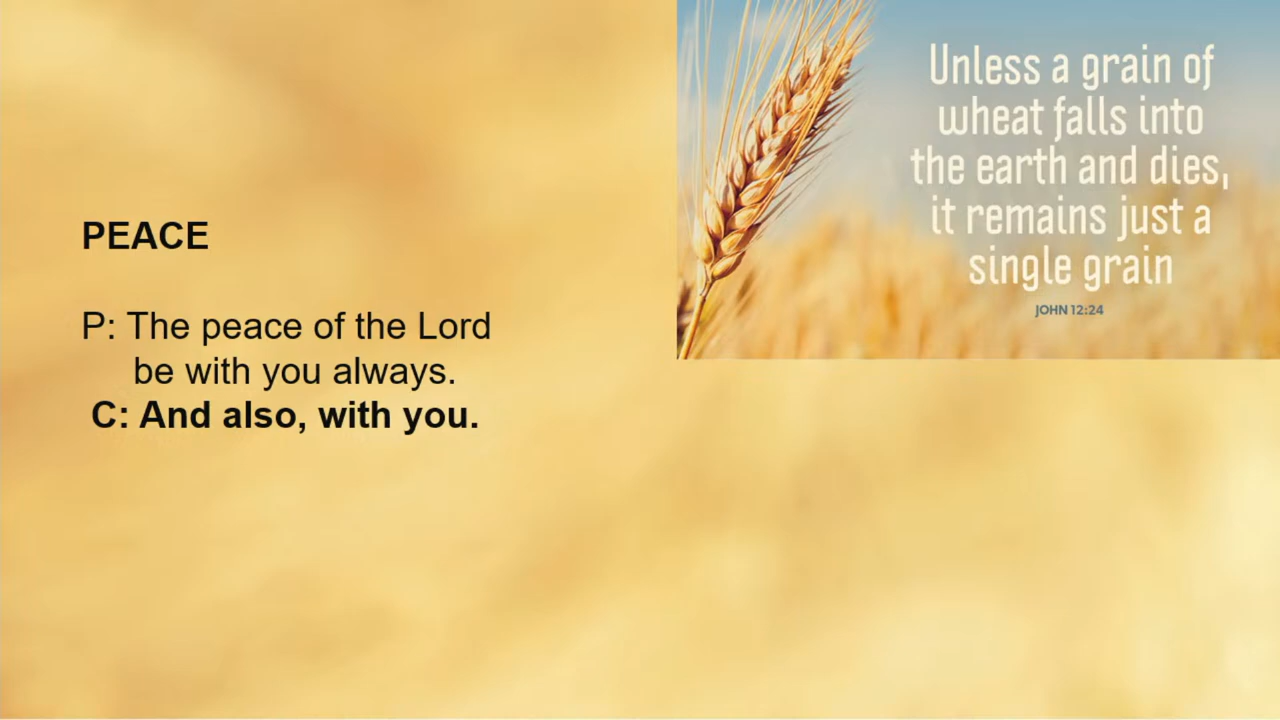 PEACE
P: The peace of the Lord
be with you always.
C: And also, with you.
Unless a grain of
wheat falls into
the earth and dies,
it remains just a
single grain
JOHN 12:24